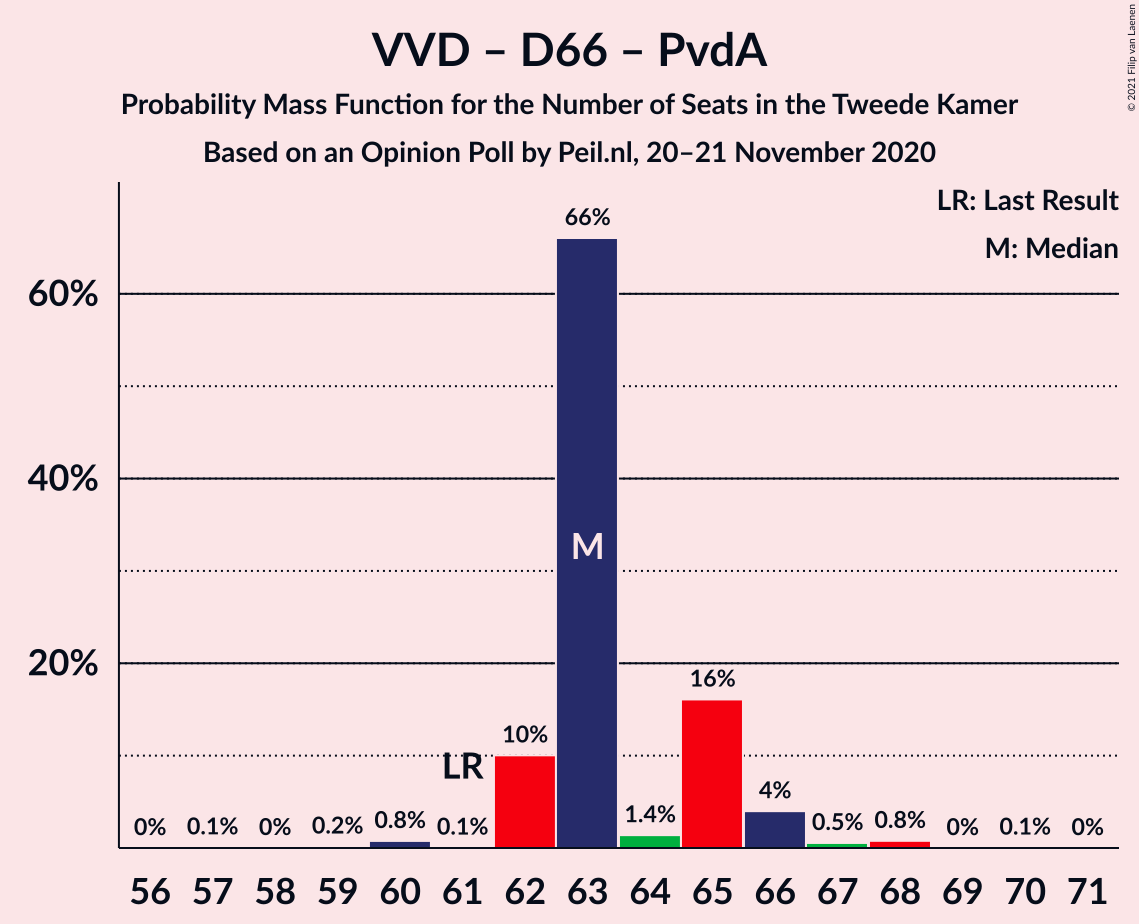 VVD – D66 – PvdA
Probability Mass Function for the Number of Seats in the Tweede Kamer
Based on an Opinion Poll by Peil.nl, 20–21 November 2020
© 2021 Filip van Laenen
LR: Last Result
M: Median
60%
40%
20%
0%
0.1%
0%
0.2%
0.8%
0.1%
LR
10%
66%
M
1.4%
16%
4%
0.5%
0.8%
0%
0.1%
0%
56 57 58 59 60 61 62 63 64 65 66 67 68 69 70 71